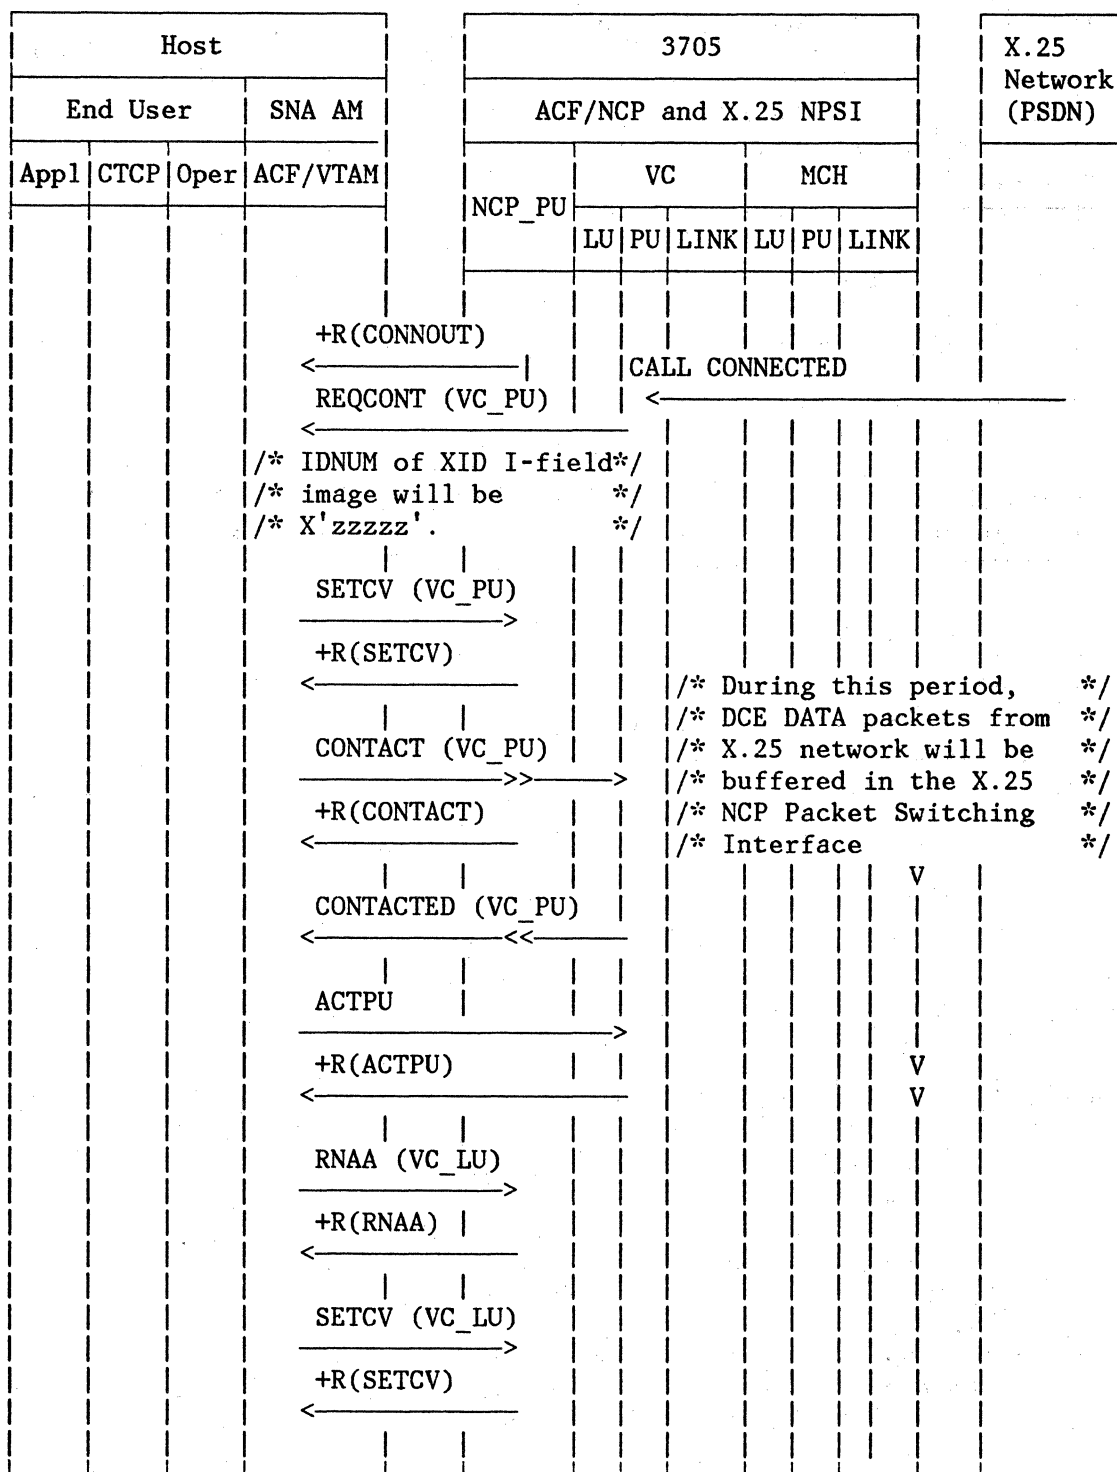 Host 3705 X.25
Network
End User SNA AM ACF/NCP and X.25 NPSI (PSDN)
Appl CTCP Oper ACF/VTAM VC MCH
NCP_PU
LU PU LINK LU PU LINK
+R(CONNOUT)
CALL CONNECTED
REQCONT (VC_PU)
/* IDNUM of XID I-field*/
/* image will be */
/* X'zzzzz'. */
SETCV (VC_PU)
+R(SETCV)
/* During this period, */
/* DCE DATA packets from */
CONTACT (VC_PU) /* X.25 network will be */
/* buffered in the X.25 */
+R(CONTACT) /* NCP Packet Switching */
/* Interface */
V
CONTACTED (VC_PU)
ACTPU
+R(ACTPU) V
V
RNAA (VC_LU)
+R(RNAA)
SETCV (VC_LU)
+R(SETCV)